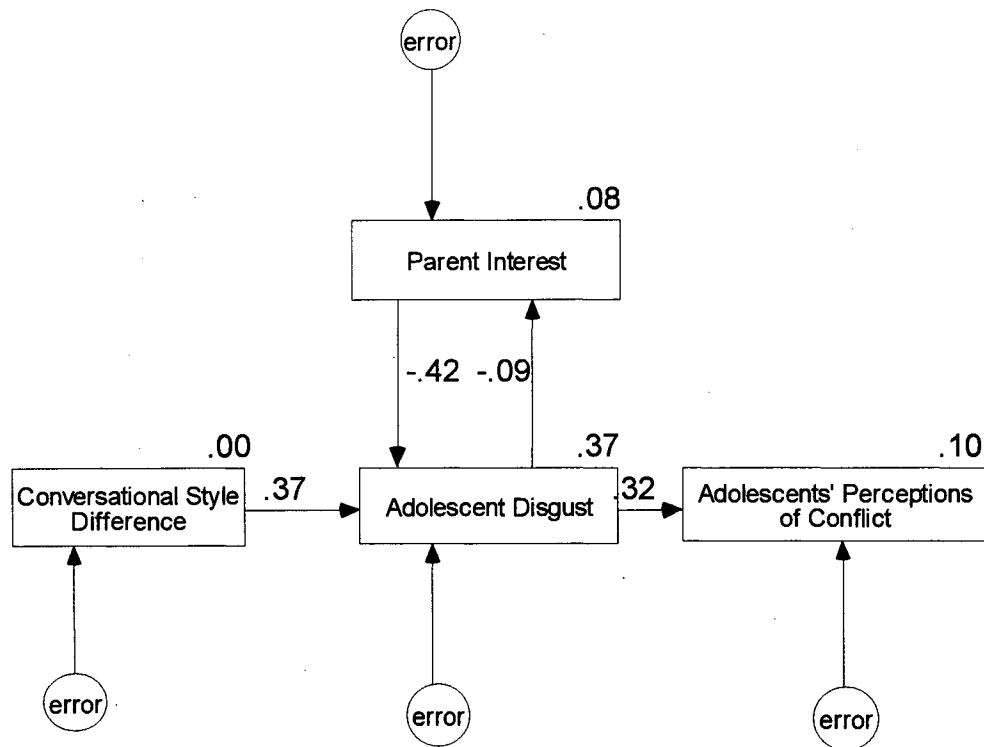 error
.08
Parent Interest
-.42 -.09
.00
.37
.10
Conversational Style
Difference
.37
Adolescent Disgust
.32
Adolescents' Perceptions
of Conflict
error
error
error